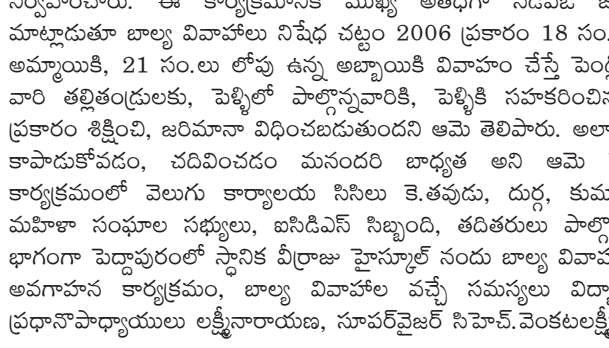 నిర్వహించారు. ఈ కార్యక్రమానికి ముఖ్య అతిథిగా
మాట్లాడుతూ బాల్య వివాహాలు నిషేధ చట్టం 2006 ప్రకారం 18 సం.
అమ్మాయికి, 21 సం.లు లోపు ఉన్న అబ్బాయికి వివాహం చేస్తే
వారి తల్లితండ్రులకు, పెళ్ళిలో పాల్గొన్నవారికి, పెళ్ళికి
ప్రకారం శిక్షించి, జరిమానా విధించబడుతుందని ఆమె తెలిపారు.
కాపాడుకోవడం, చదివించడం మనందరి బాధ్యత అని ఆమె
కార్యక్రమంలో వెలుగు కార్యాలయ సిసిలు కె.తవుడు, దుర్గ,
మహిళా సంఘాల సభ్యులు, ఐసిడిఎస్ సిబ్బంది, తదితరులు
భాగంగా పెద్దాపురంలో స్థానిక వీర్రాజు హైస్కూల్ నందు బాల్య
అవగాహన కార్యక్రమం, బాల్య వివాహాల వచ్చే సమస్యలు
ప్రధానొపాధ్యాయులు లక్ష్మీనారాయణ, సూపర్‌వైజర్ సిహెచ్.వెంకటలక్ష్మీ